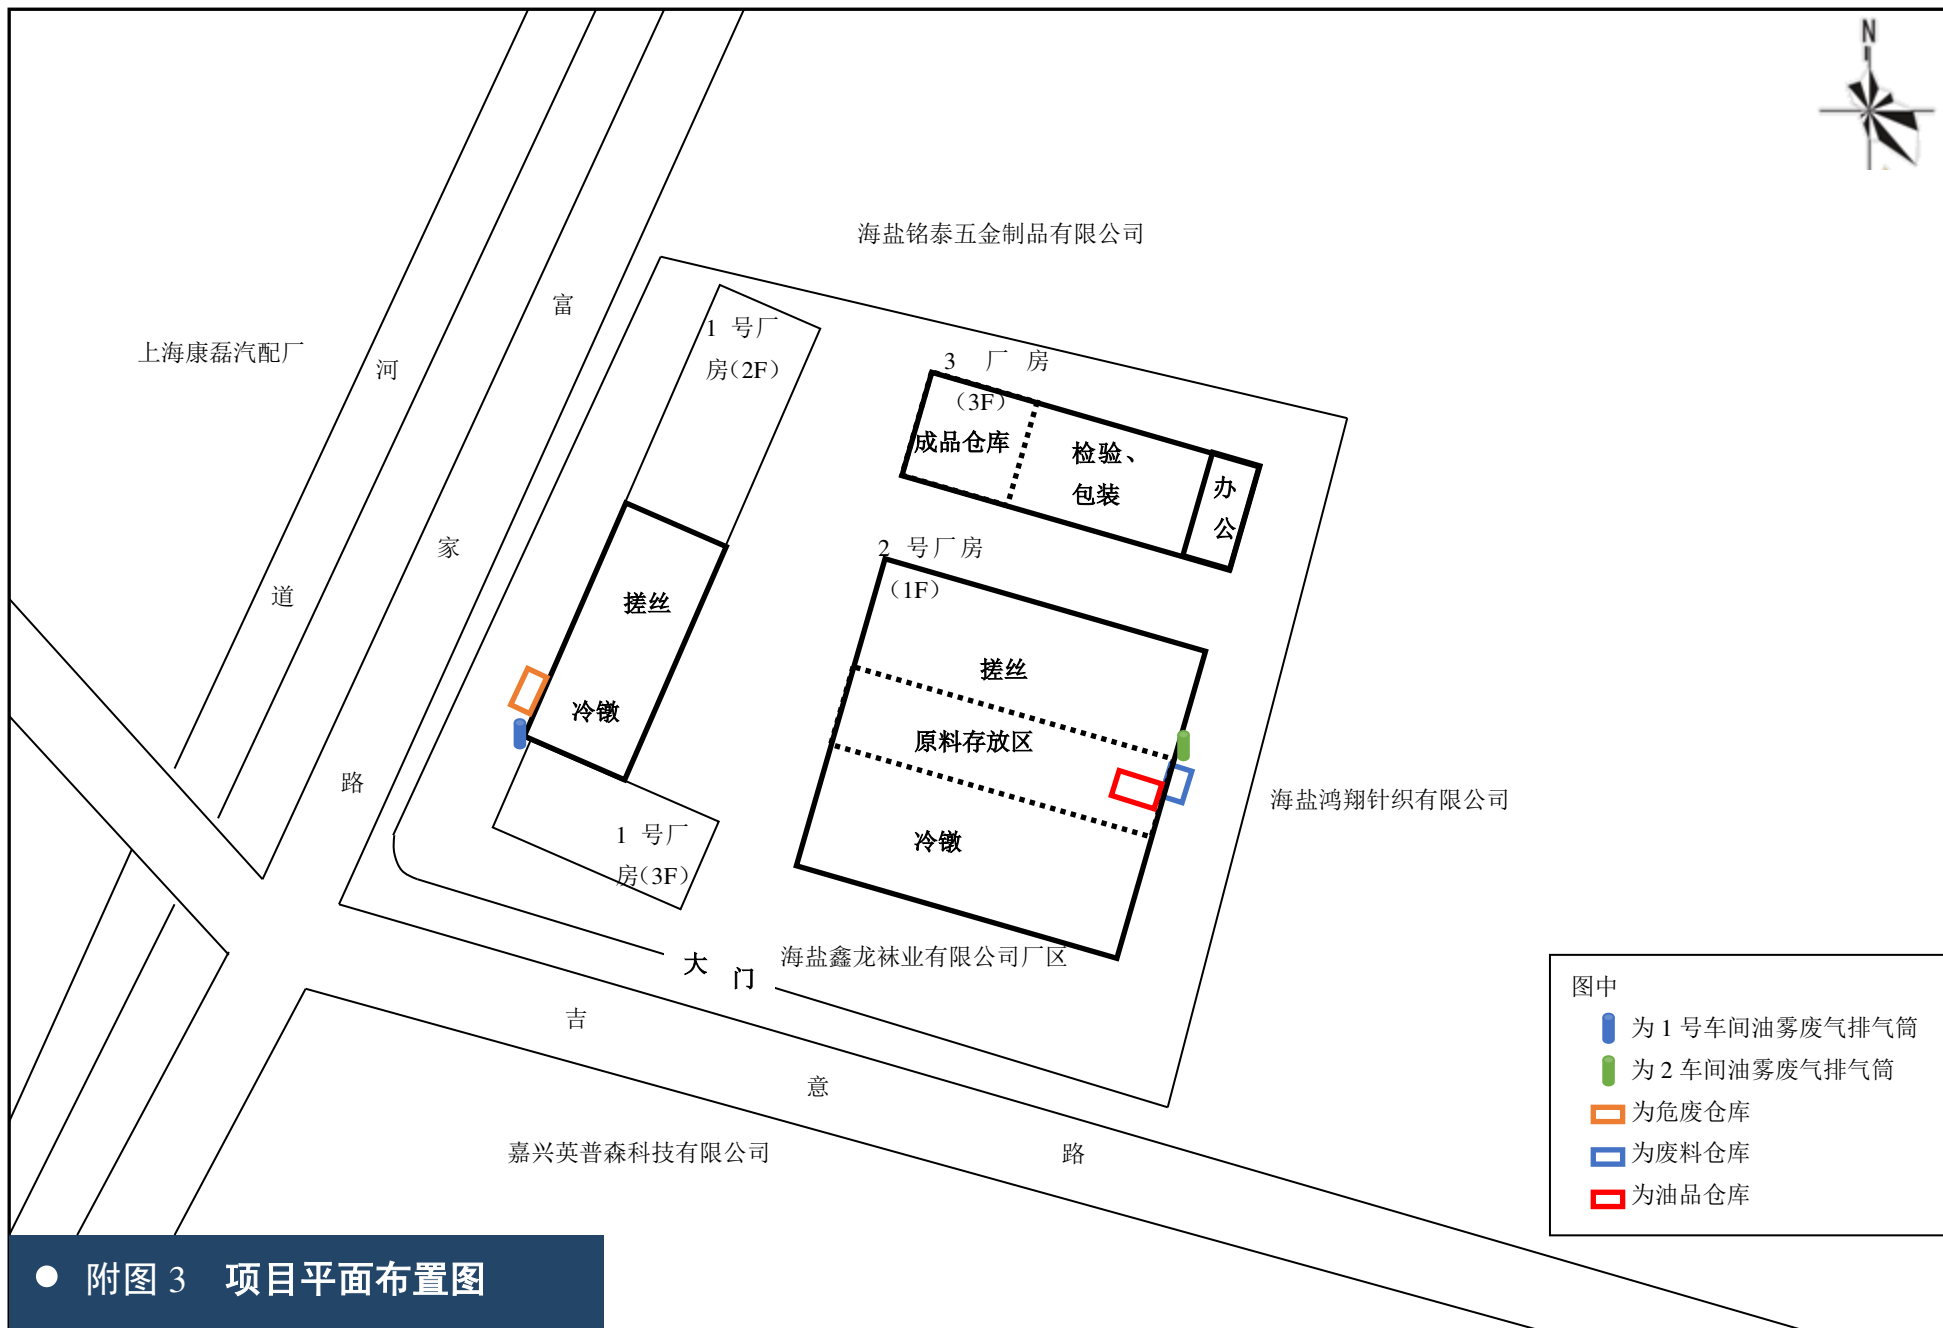 N
海盐铭泰五金制品有限公司
富
上海康磊汽配厂
河
1 号厂
房（2F）
3 厂 房
（3F）
成品仓库
检验、
包装
办
公
家
2 号厂房
（1F）
道
搓丝
搓丝
冷镦
原料存放区
路
海盐鸿翔针织有限公司
1 号厂
房（3F）
冷镦
大 门
海盐鑫龙袜业有限公司厂区
吉
意
路
嘉兴英普森科技有限公司
图中
为 1 号车间油雾废气排气筒
为 2 车间油雾废气排气筒
为危废仓库
为废料仓库
为油品仓库
● 附图 3 项目平面布置图